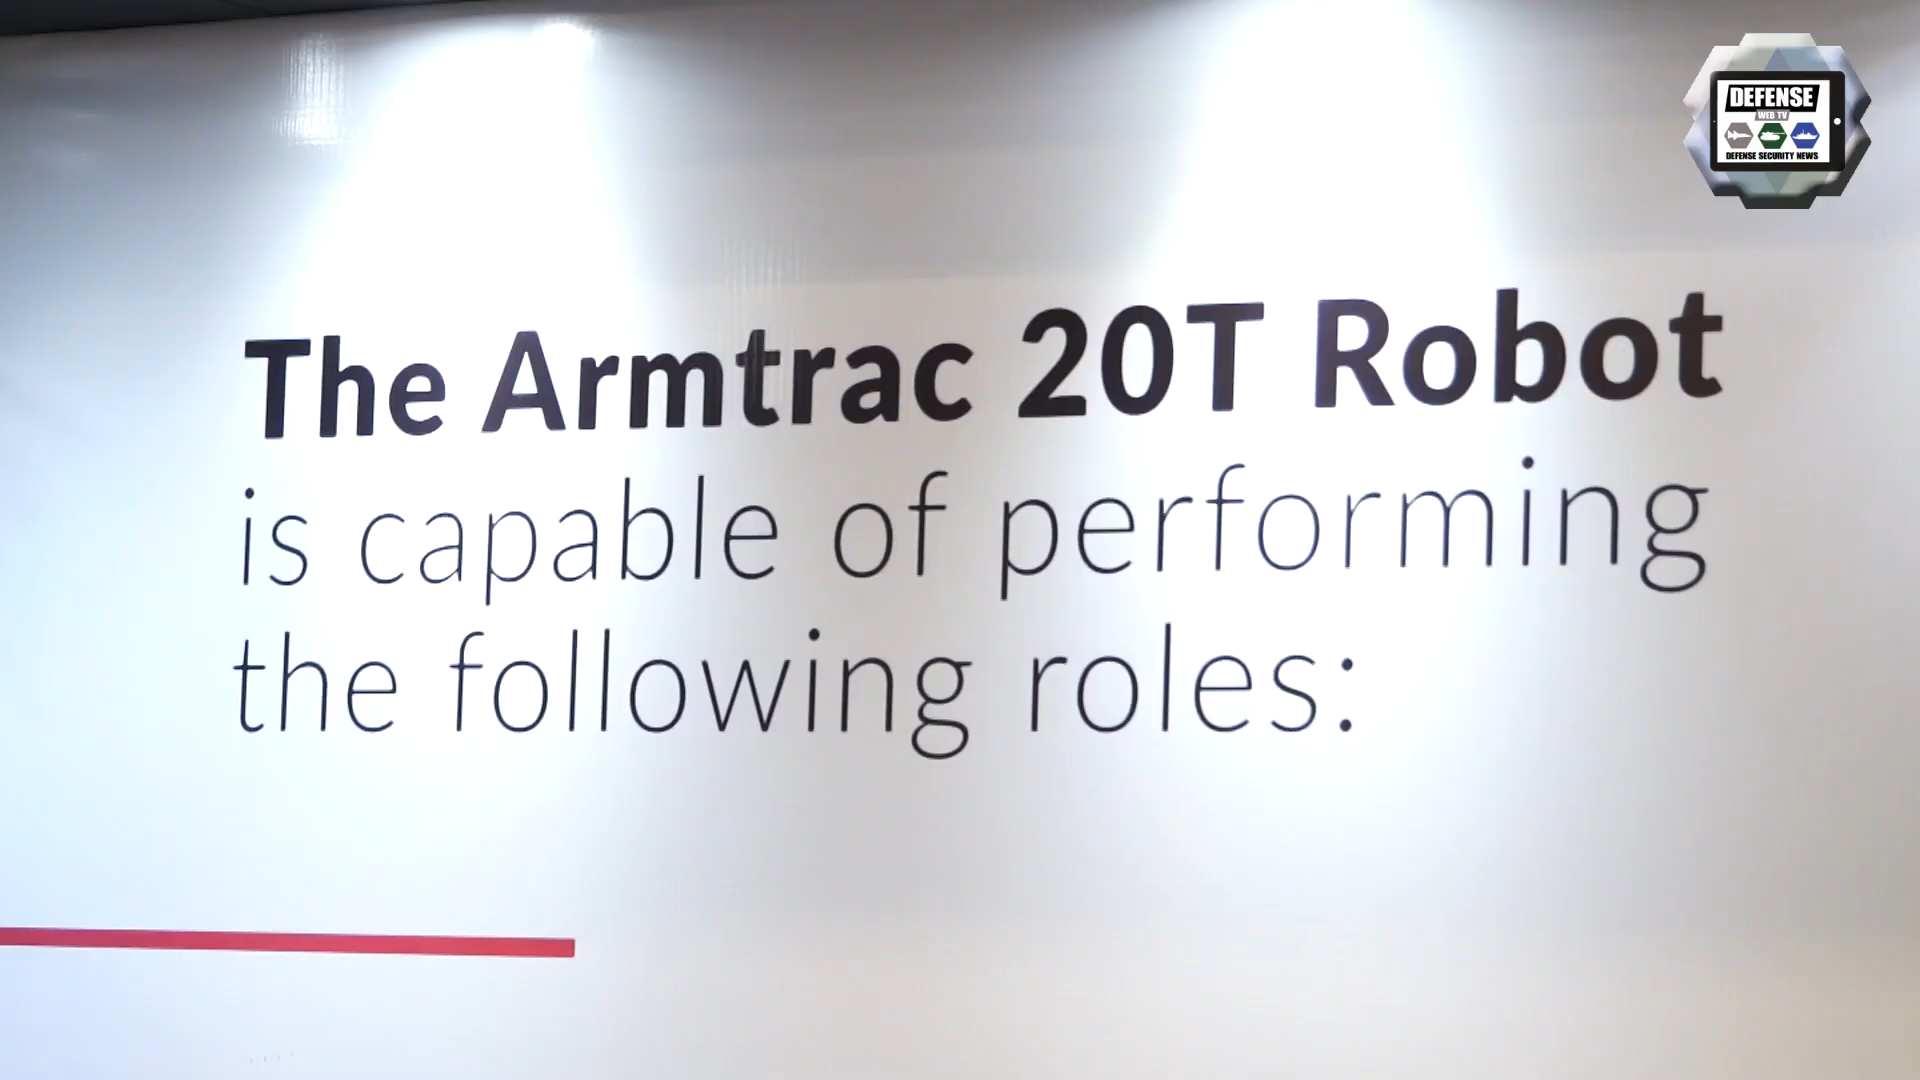 DEFENSE
WEB TV
DEFENSE SECURITY NEWS
The Armtrac 20T Robot
is capable of performing
the following roles: